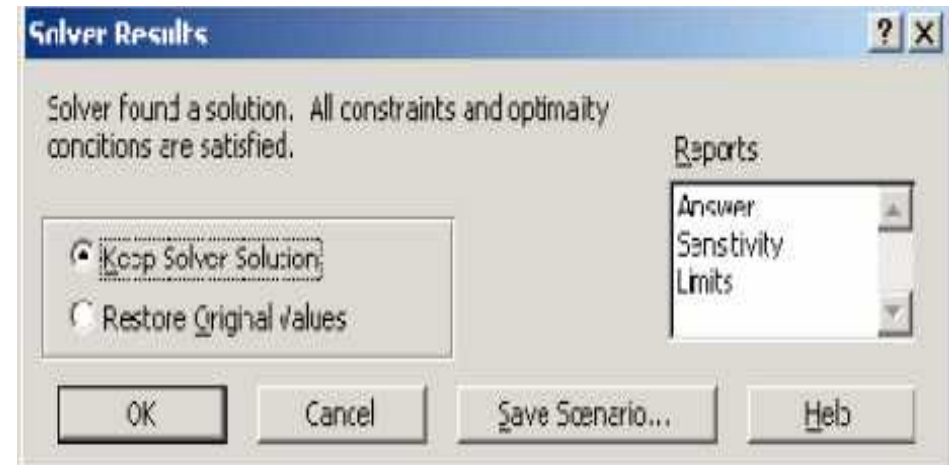 Solver Results
Solver found a solution. All constraints and optimality
conditions are satisfied.
Reports
Answer
Sensitivity
Limits
Keep Solver Solution
Restore Original Values
OK
Cancel
Save Scenario...
Help